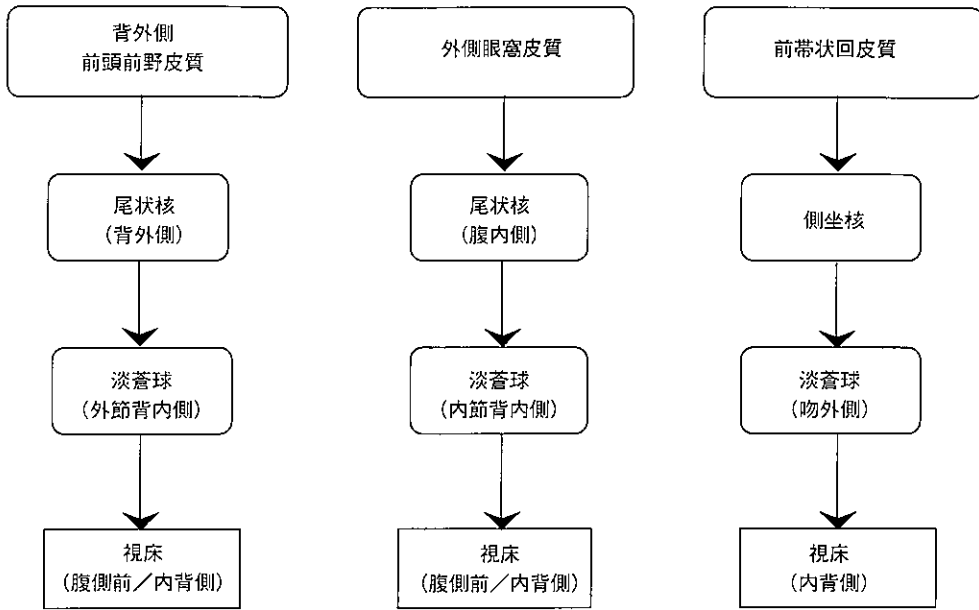 背外側
前頭前野皮質
尾状核
(背外側)
淡蒼球
(外節背内側)
視床
(腹側前/内背側)
外側眼窩皮質
尾状核
(腹内側)
淡蒼球
(内節背内側)
視床
(腹側前/内背側)
前帯状回皮質
側坐核
淡蒼球
(吻外側)
視床
(内背側)